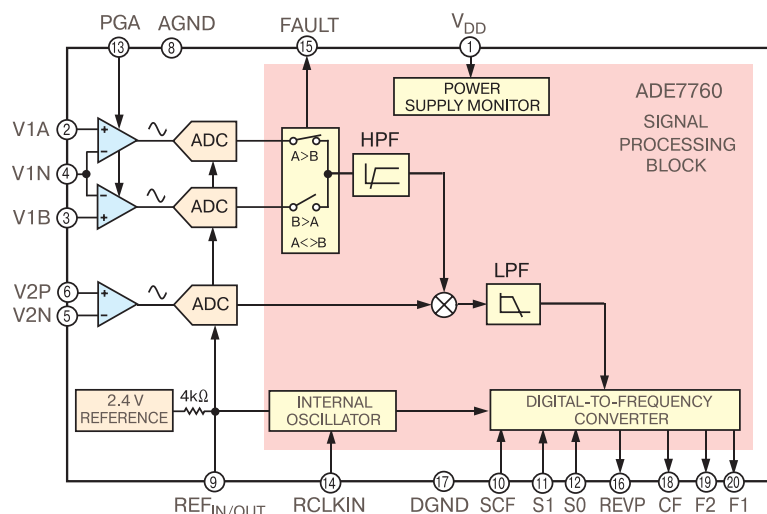 PGA AGND FAULT VDD
13 8 15 1
POWER
SUPPLY MONITOR
ADE7760
SIGNAL
PROCESSING
BLOCK
V1A 2 + ADC
−
A>B
HPF
V1N 4
−
V1B 3 + ADC
B>A
A<>B
V2P 6 + ADC
V2N 5 −
LPF
2.4 V
REFERENCE
4kΩ
INTERNAL
OSCILLATOR
DIGITAL-TO-FREQUENCY
CONVERTER
9 14 17 10 11 12 16 18 19 20
REFIN/OUT RCLKIN DGND SCF S1 S0 REVP CF F2 F1